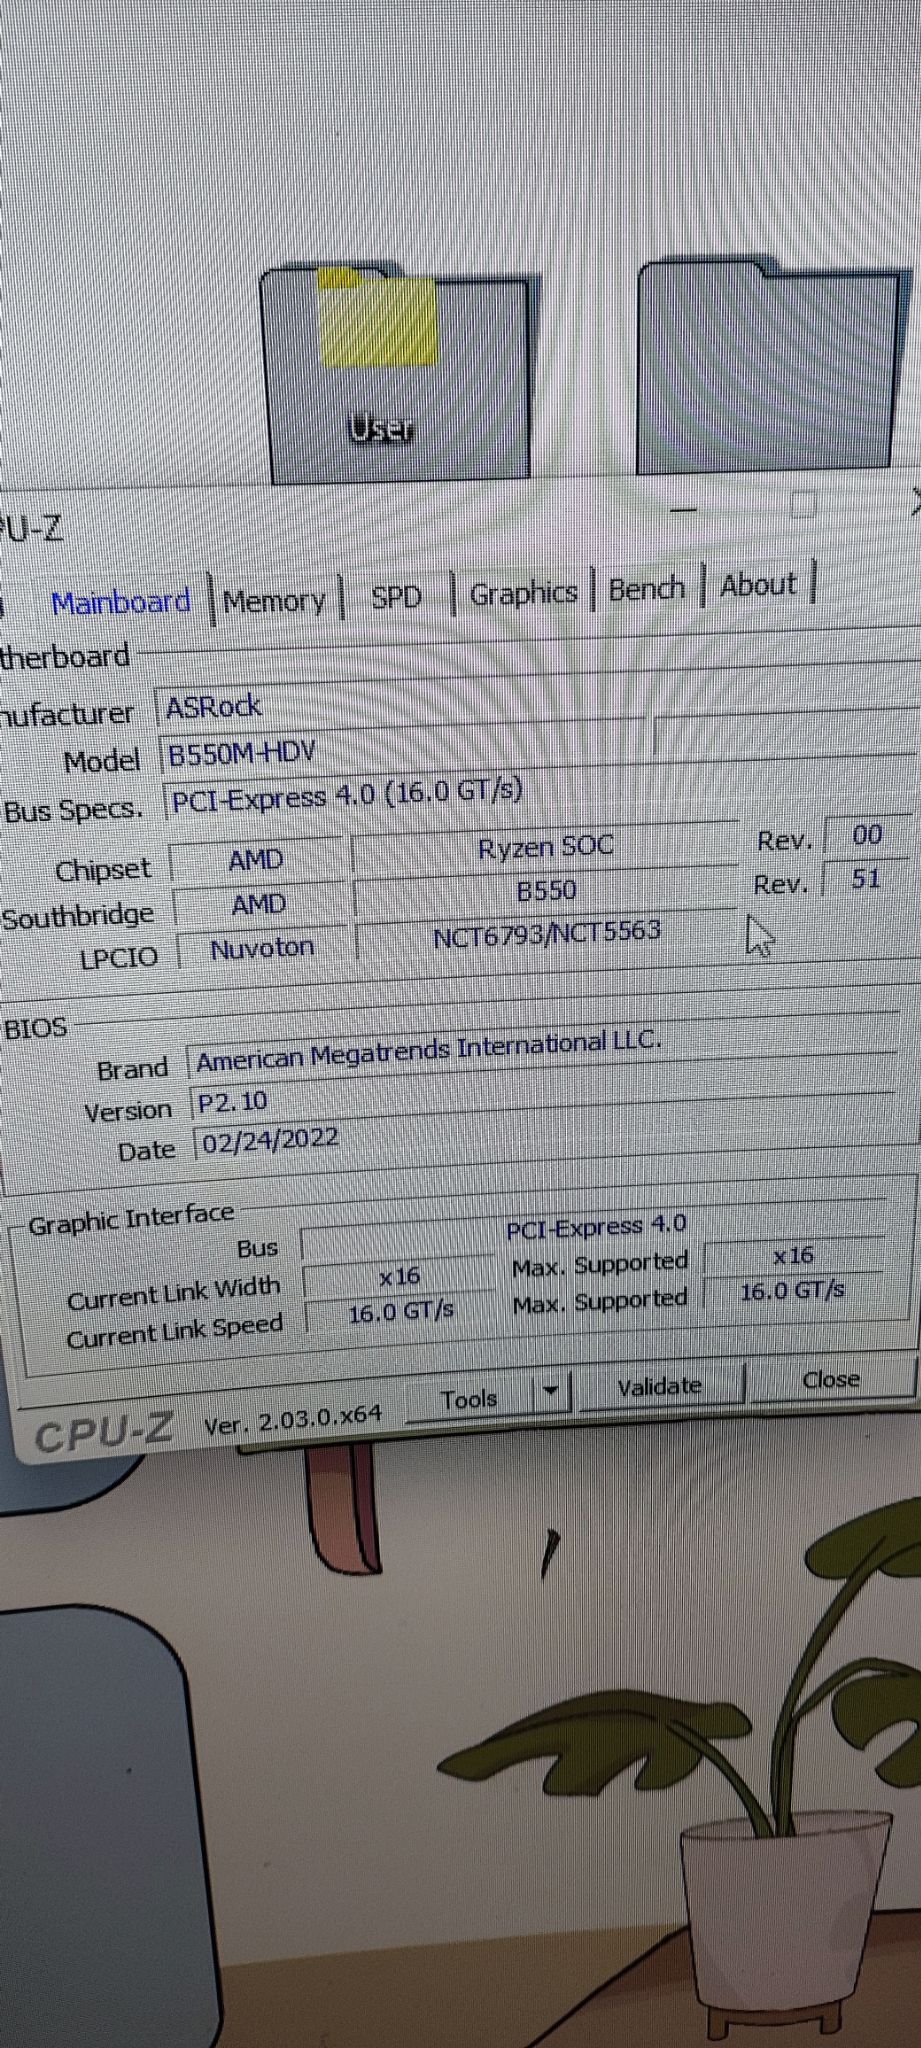 User
PU-Z
Mainboard Memory SPD Graphics Bench About
therboard
nufacturer ASRock
Model B550M-HDV
Bus Specs. PCI-Express 4.0 (16.0 GT/s)
Chipset AMD Ryzen SOC Rev. 00
Southbridge AMD B550 Rev. 51
LPCIO Nuvoton NCT6793/NCT5563
BIOS
Brand American Megatrends International LLC.
Version P2.10
Date 02/24/2022
Graphic Interface
Bus PCI-Express 4.0
Current Link Width x16 Max. Supported x16
Current Link Speed 16.0 GT/s Max. Supported 16.0 GT/s
CPU-Z Ver. 2.03.0.x64 Tools Validate Close